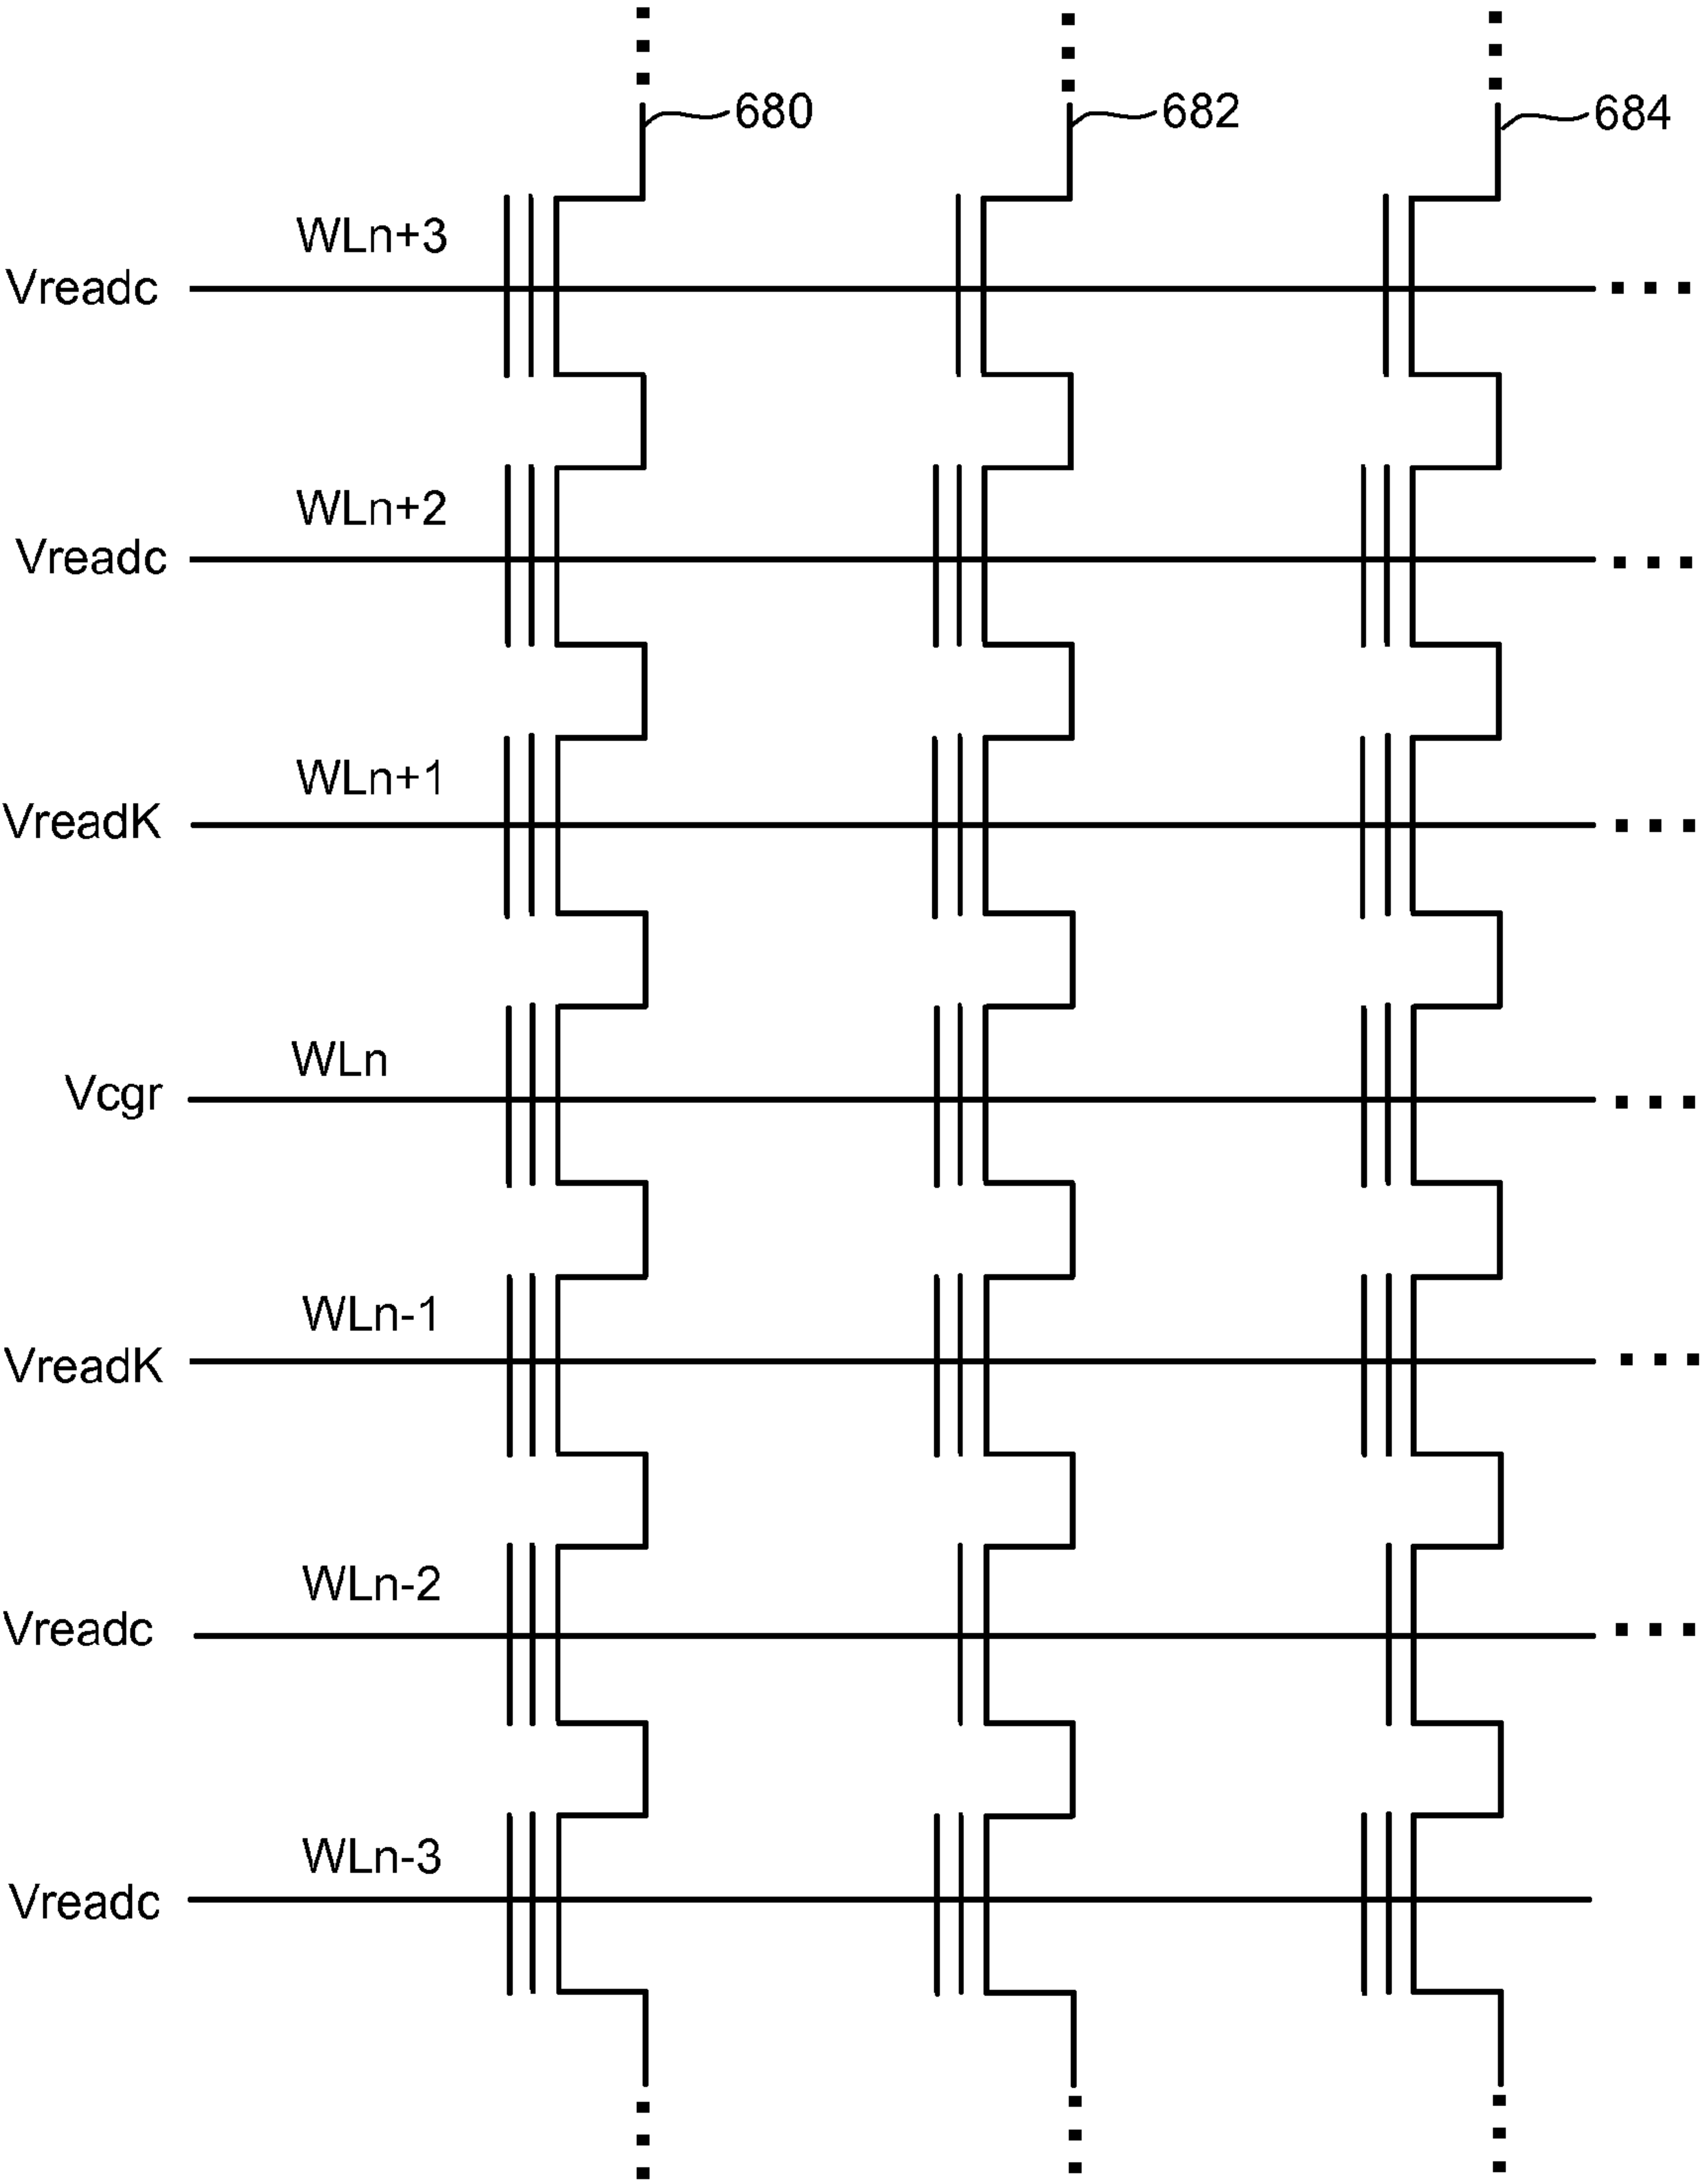 680 682 684
WLn+3
Vreadc
WLn+2
Vreadc
WLn+1
VreadK
WLn
Vcgr
WLn-1
VreadK
WLn-2
Vreadc
WLn-3
Vreadc